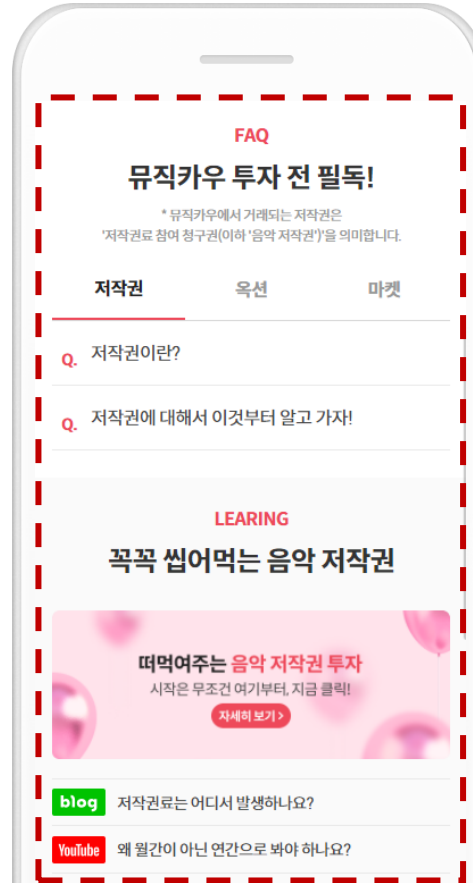 FAQ
뮤직카우 투자 전 필독!
* 뮤직카우에서 거래되는 저작권은
'저작권료 참여 청구권(이하 '음악 저작권')'을 의미합니다.
저작권 옥션 마켓
Q. 저작권이란?
Q. 저작권에 대해서 이것부터 알고 가자!
LEARING
꼭꼭 씹어먹는 음악 저작권
떠먹여주는 음악 저작권 투자
시작은 무조건 여기부터, 지금 클릭!
자세히 보기 >
blog 저작권료는 어디서 발생하나요?
YouTube 왜 월간이 아닌 연간으로 봐야 하나요?